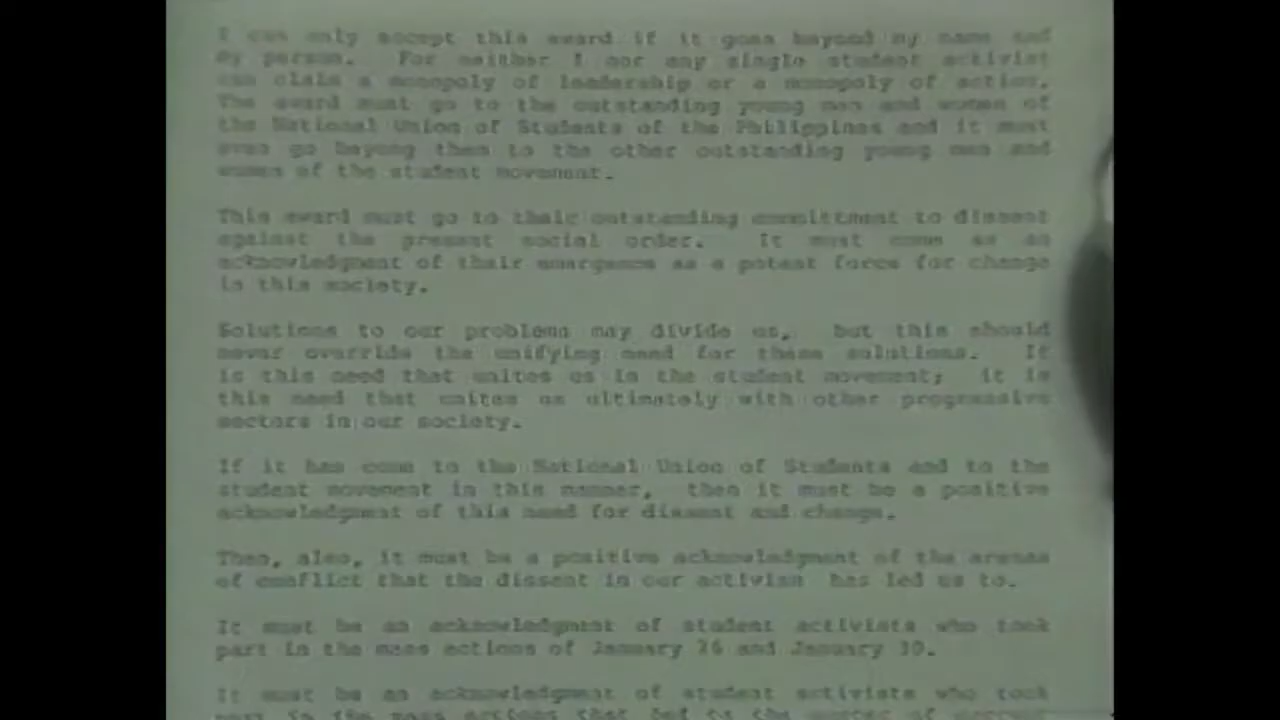 I can only accept this award if it goes beyond my name and
my person. For neither I nor any single student activist
can claim a monopoly of leadership or a monopoly of action.
The award must go to the outstanding young men and women of
the National Union of Students of the Philippines and it must
even go beyong them to the other outstanding young men and
women of the student movement.
This award must go to their outstanding committment to dissent
against the present social order. It must come as an
acknowledgment of their emergence as a potent force for change
in this society.
Solutions to our problems may divide us, but this should
never override the unifying need for these solutions. It
is this need that unites us in the student movement; it is
this need that unites us ultimately with other progressive
sectors in our society.
If it has come to the National Union of Students and to the
student movement in this manner, then it must be a positive
acknowledgment of this need for dissent and change.
Then, also, it must be a positive acknowledgment of the arenas
of conflict that the dissent in our activism has led us to.
It must be an acknowledgment of student activists who took
part in the mass actions of January 26 and January 30.
It must be an acknowledgment of student activists who took
part in the mass actions that led to the